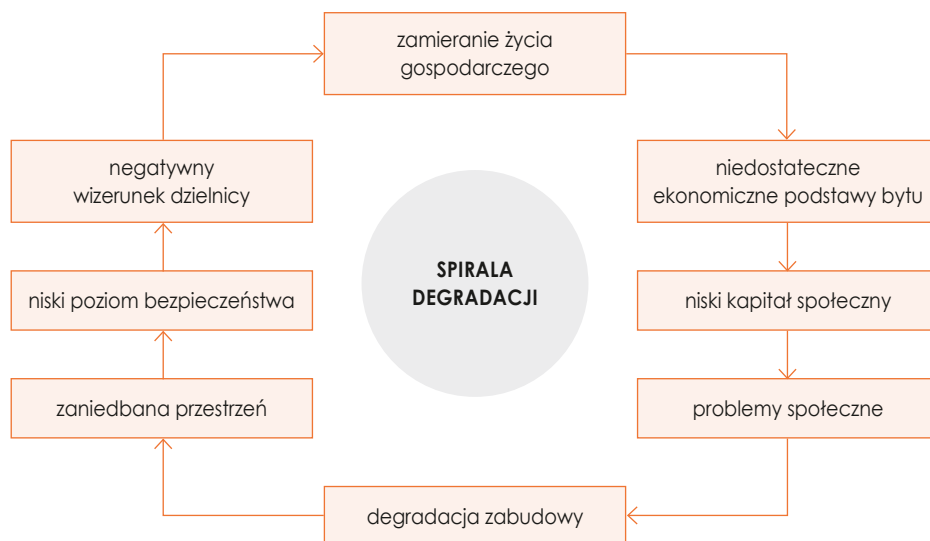 zamieranie życia
gospodarczego
negatywny
wizerunek dzielnicy
niedostateczne
ekonomiczne podstawy bytu
SPIRALA
DEGRADACJI
niski poziom bezpieczeństwa
niski kapitał społeczny
zaniedbana przestrzeń
problemy społeczne
degradacja zabudowy